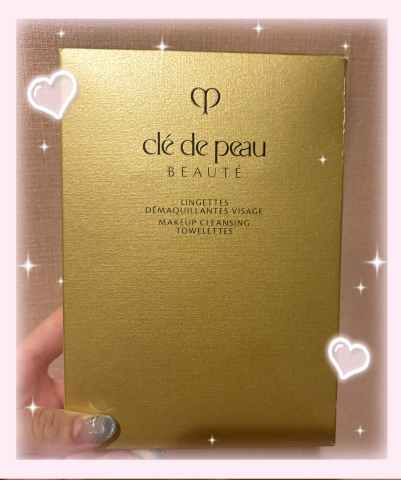 clé de peau
BEAUTÉ
LINGETTES
DÉMAQUILLANTES VISAGE
MAKEUP CLEANSING
TOWELETTES